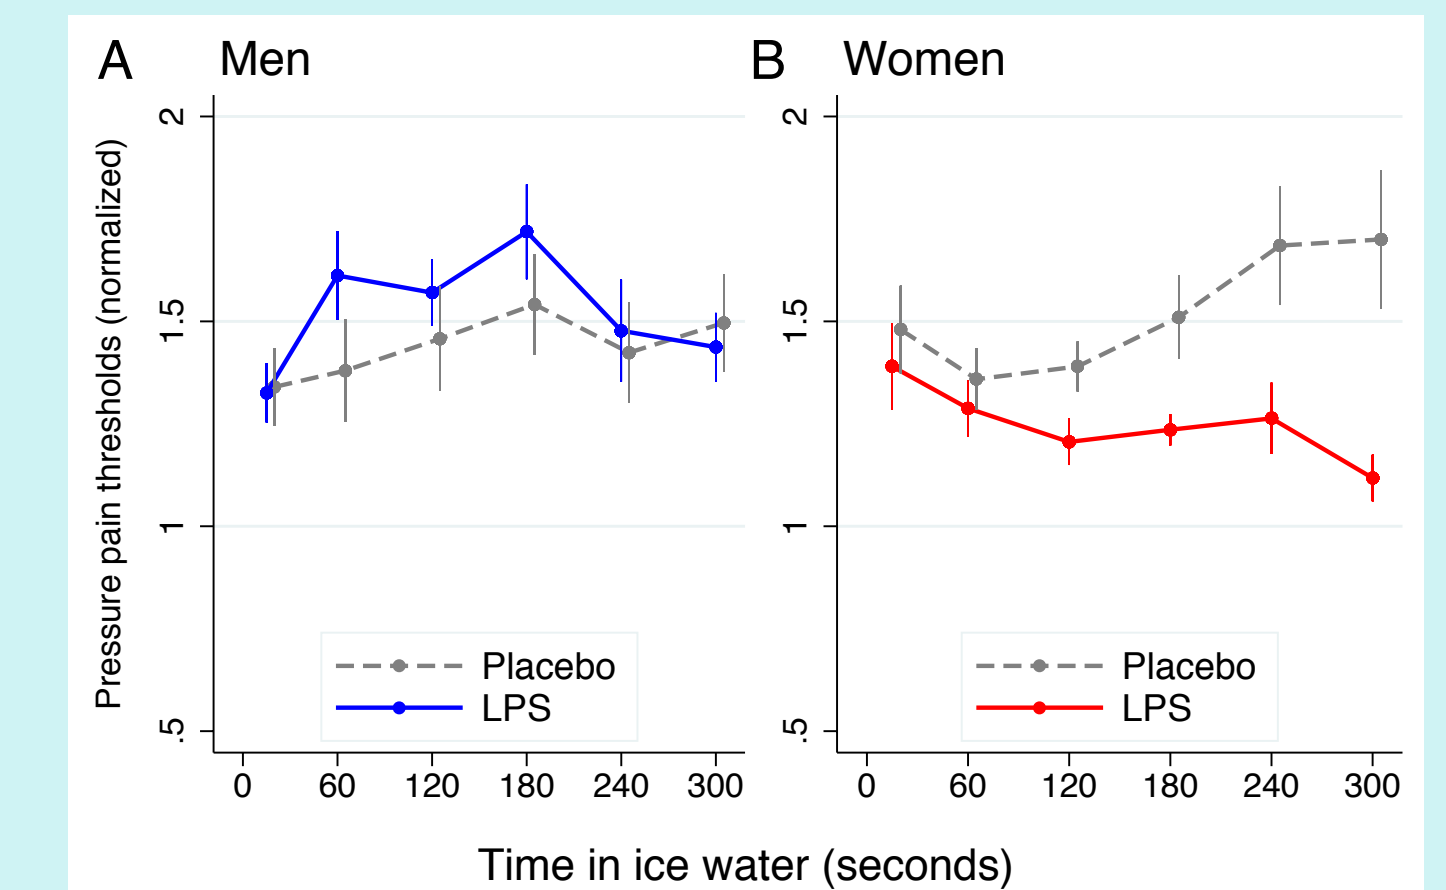 A Men
B Women
Pressure pain thresholds (normalized)
2
1.5
1
.5
Placebo
LPS
0 60 120 180 240 300
2
1.5
1
.5
Placebo
LPS
0 60 120 180 240 300
Time in ice water (seconds)